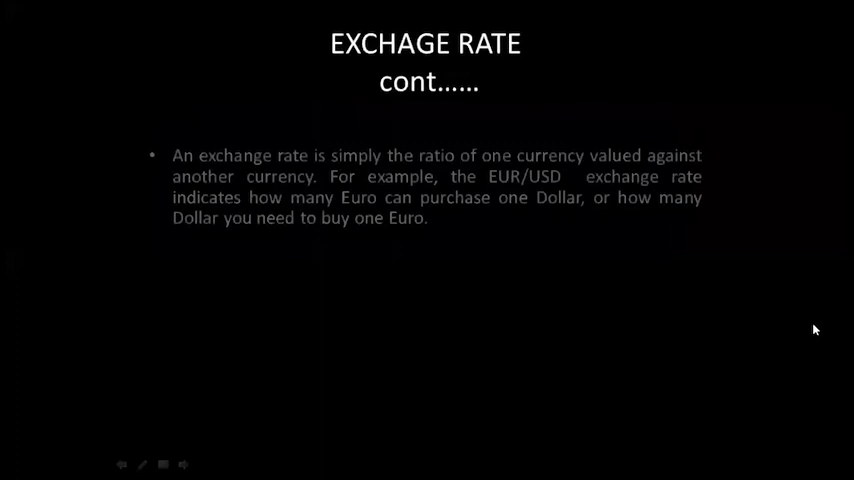 EXCHAGE RATE
cont......
• An exchange rate is simply the ratio of one currency valued against
another currency. For example, the EUR/USD exchange rate
indicates how many Euro can purchase one Dollar, or how many
Dollar you need to buy one Euro.